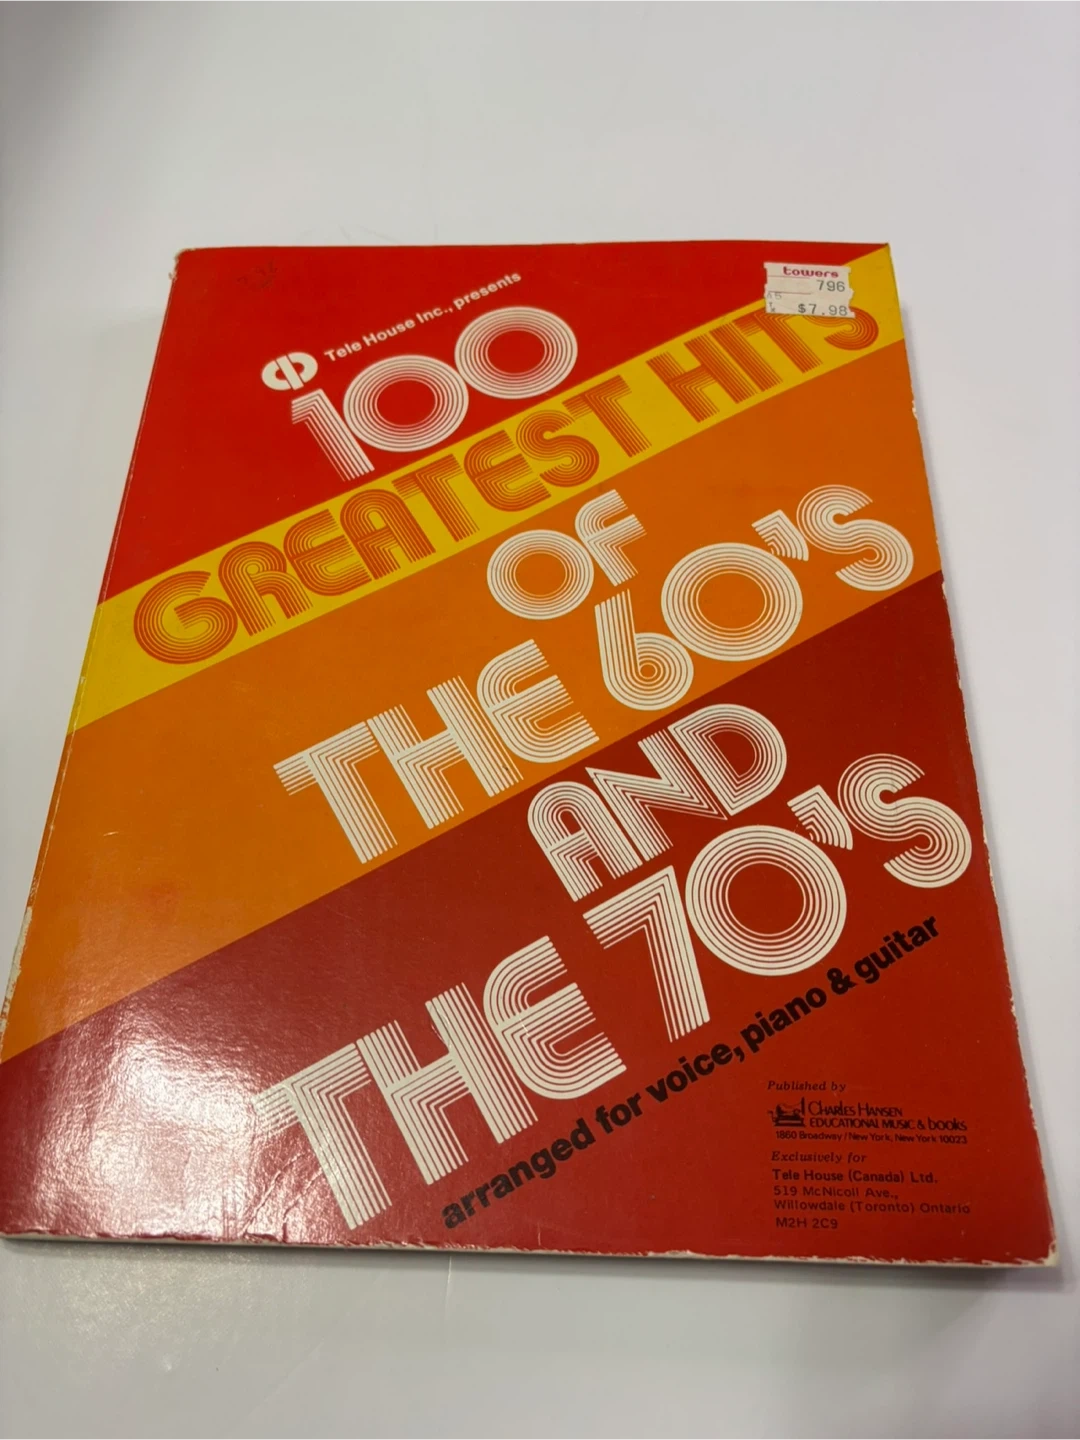 Tele House Inc., presents
100
GREATEST HITS
OF
THE 60'S
AND
THE 70'S
arranged for voice, piano & guitar
towers
796
$7.98
Published by
CHARLES HANSEN
EDUCATIONAL MUSIC & books
1860 Broadway / New York, New York 10023
Exclusively for
Tele House (Canada) Ltd.
519 McNicoll Ave.,
Willowdale (Toronto) Ontario
M2H 2C9